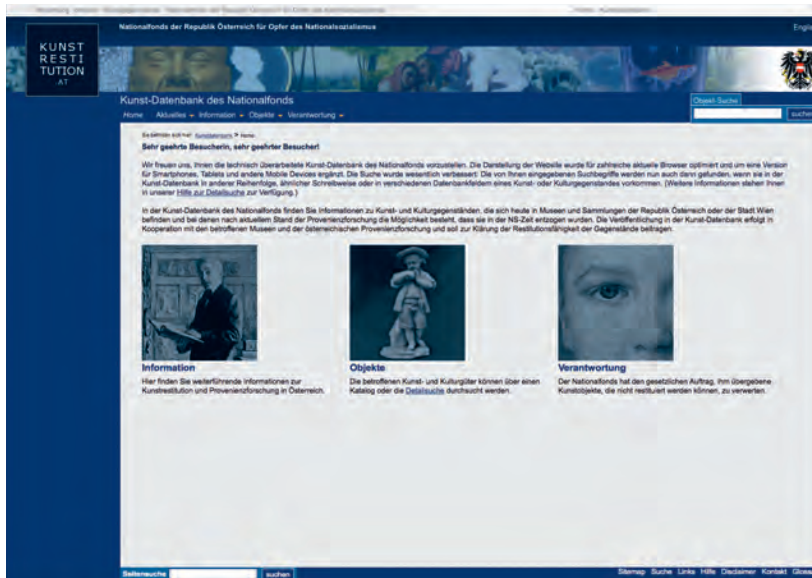 Nationalfonds der Republik Österreich für Opfer des Nationalsozialismus
KUNST
RESTI
TUTION
.AT
Kunst-Datenbank des Nationalfonds
Objekt-Suche
Home Aktuelles Information Objekte Verantwortung
suchen
Sie befinden sich hier: Kunstdatenbank > Home
Sehr geehrte Besucherin, sehr geehrter Besucher!
Wir freuen uns, Ihnen die technisch überarbeitete Kunst-Datenbank des Nationalfonds vorzustellen. Die Darstellung der Website wurde für zahlreiche aktuelle Browser optimiert und um eine Version
für Smartphones, Tablets und andere Mobile Devices ergänzt. Die Suche wurde wesentlich verbessert: Die von Ihnen eingegebenen Suchbegriffe werden nun auch dann gefunden, wenn sie in der
Kunst-Datenbank in anderer Reihenfolge, ähnlicher Schreibweise oder in verschiedenen Datenbankfeldern eines Kunst- oder Kulturgegenstandes vorkommen. (Weitere Informationen stehen Ihnen
in unserer Hilfe zur Detailsuche zur Verfügung.)
In der Kunst-Datenbank des Nationalfonds finden Sie Informationen zu Kunst- und Kulturgegenständen, die sich heute in Museen und Sammlungen der Republik Österreich oder der Stadt Wien
befinden und bei denen nach aktuellem Stand der Provenienzforschung die Möglichkeit besteht, dass sie in der NS-Zeit entzogen wurden. Die Veröffentlichung in der Kunst-Datenbank erfolgt in
Kooperation mit den betroffenen Museen und der österreichischen Provenienzforschung und soll zur Klärung der Restitutionsfähigkeit der Gegenstände beitragen.
Information
Hier finden Sie weiterführende Informationen zur
Kunstrestitution und Provenienzforschung in Österreich.
Objekte
Die betroffenen Kunst- und Kulturgüter können über einen
Katalog oder die Detailsuche durchsucht werden.
Verantwortung
Der Nationalfonds hat den gesetzlichen Auftrag, ihm übergebene
Kunstobjekte, die nicht restituiert werden können, zu verwerten.
Seitensuche suchen
Sitemap Suche Links Hilfe Disclaimer Kontakt